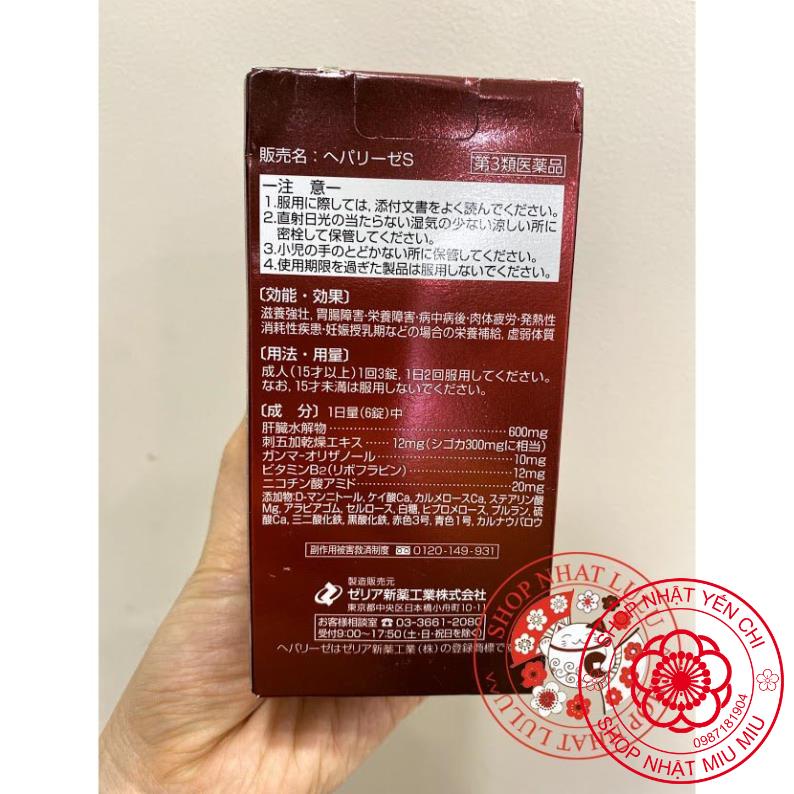 販売名：ヘパリーゼS
第3類医薬品
ー注　意ー
1.服用に際しては，添付文書をよく読んでください。
2.直射日光の当たらない湿気の少ない涼しい所に
密栓して保管してください。
3.小児の手のとどかない所に保管してください。
4.使用期限を過ぎた製品は服用しないでください。
〔効能・効果〕
滋養強壮，胃腸障害・栄養障害・病中病後・肉体疲労・発熱性
消耗性疾患・妊娠授乳期などの場合の栄養補給，虚弱体質
〔用法・用量〕
成人（15才以上）1回3錠，1日2回服用してください。
なお，15才未満は服用しないでください。
〔成　分〕1日量（6錠）中
肝臓水解物……………………………600mg
刺五加乾燥エキス……12mg（シゴカ300mgに相当）
ガンマ-オリザノール……………………10mg
ビタミンB2（リボフラビン）………………12mg
ニコチン酸アミド…………………………20mg
添加物：D-マンニトール，ケイ酸Ca，カルメロースCa，ステアリン酸
Mg，アラビアゴム，セルロース，白糖，ヒプロメロース，プルラン，硫
酸Ca，三二酸化鉄，黒酸化鉄，赤色3号，青色1号，カルナウバロウ
副作用被害救済制度 0120-149-931
製造販売元
ゼリア新薬工業株式会社
東京都中央区日本橋小舟町10-11
お客様相談室 ☎ 03-3661-2080
受付9:00〜17:50（土・日・祝日を除く）
ヘパリーゼはゼリア新薬工業（株）の登録商標で
SHOP NHAT LULU
SHOP NHAT LULU
SHOP NHẬT YẾN CHI
0987181904
SHOP NHẬT MIU MIU